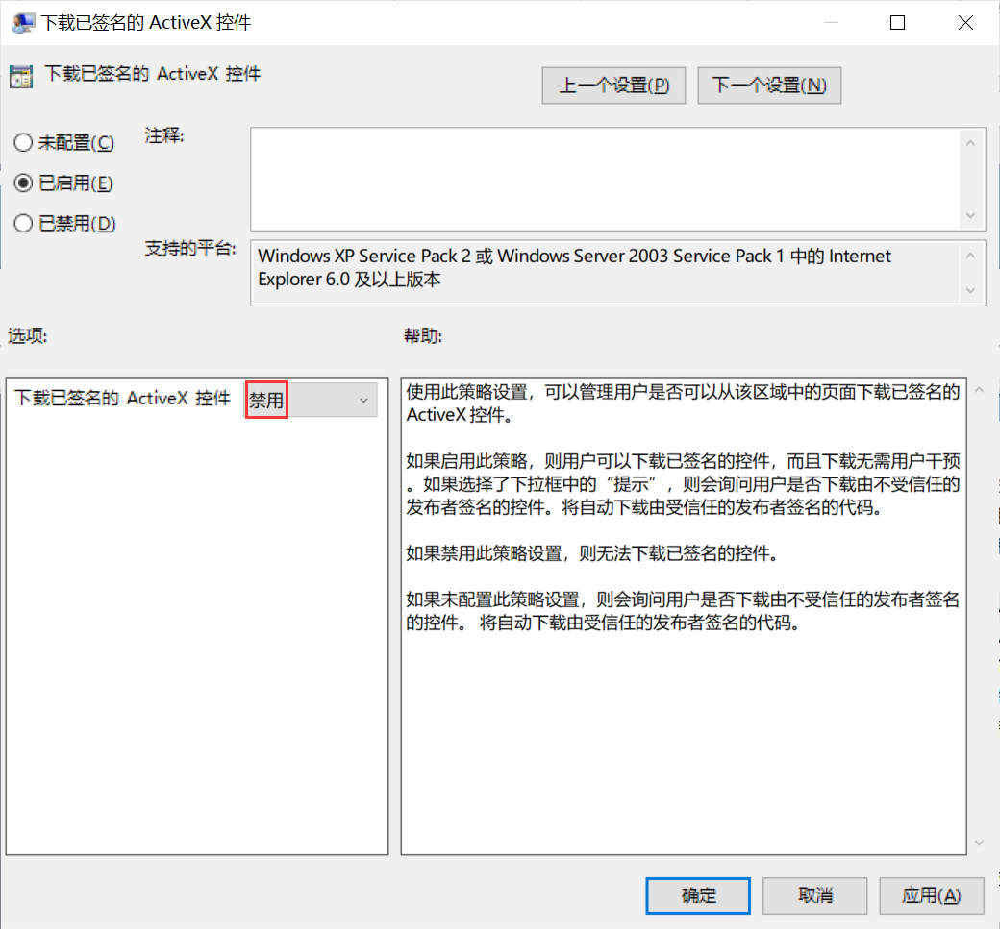 下载已签名的 ActiveX 控件
下载已签名的 ActiveX 控件
上一个设置(P)
下一个设置(N)
未配置(C)
注释:
已启用(E)
已禁用(D)
支持的平台:
Windows XP Service Pack 2 或 Windows Server 2003 Service Pack 1 中的 Internet
Explorer 6.0 及以上版本
选项:
帮助:
下载已签名的 ActiveX 控件
禁用
使用此策略设置，可以管理用户是否可以从该区域中的页面下载已签名的
ActiveX 控件。
如果启用此策略，则用户可以下载已签名的控件，而且下载无需用户干预
。如果选择了下拉框中的“提示”，则会询问用户是否下载由不受信任的
发布者签名的控件。将自动下载由受信任的发布者签名的代码。
如果禁用此策略设置，则无法下载已签名的控件。
如果未配置此策略设置，则会询问用户是否下载由不受信任的发布者签名
的控件。 将自动下载由受信任的发布者签名的代码。
确定
取消
应用(A)